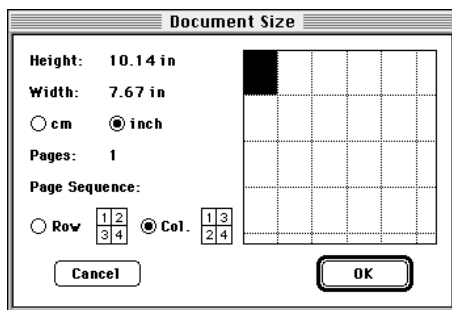 Document Size
Height: 10.14 in
Width: 7.67 in
cm inch
Pages: 1
Page Sequence:
Row 1 2 Col. 1 3
3 4 2 4
Cancel OK